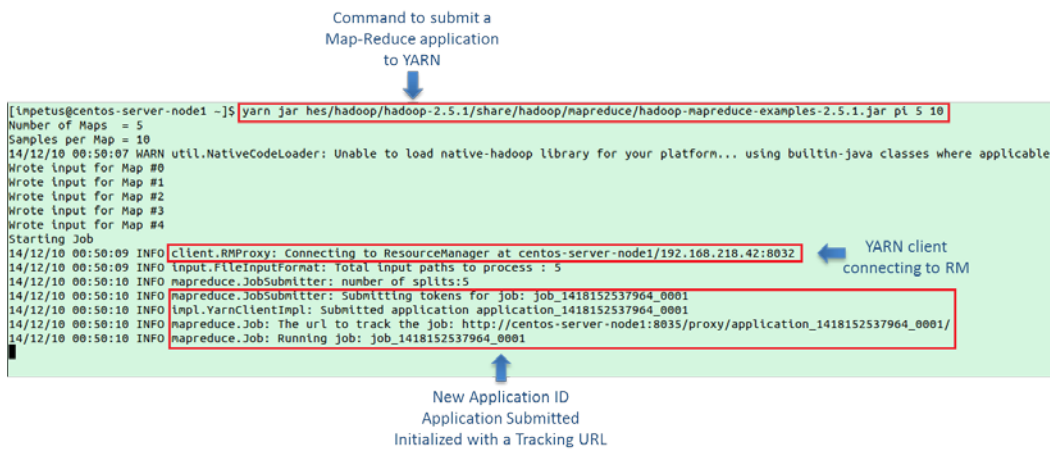 Command to submit a
Map-Reduce application
to YARN
[impetus@centos-server-node1 ~]$ yarn jar hes/hadoop/hadoop-2.5.1/share/hadoop/mapreduce/hadoop-mapreduce-examples-2.5.1.jar pi 5 10
Number of Maps = 5
Samples per Map = 10
14/12/10 00:50:07 WARN util.NativeCodeLoader: Unable to load native-hadoop library for your platform... using builtin-java classes where applicable
Wrote input for Map #0
Wrote input for Map #1
Wrote input for Map #2
Wrote input for Map #3
Wrote input for Map #4
Starting Job
14/12/10 00:50:09 INFO client.RMProxy: Connecting to ResourceManager at centos-server-node1/192.168.218.42:8032
YARN client
connecting to RM
14/12/10 00:50:09 INFO input.FileInputFormat: Total input paths to process : 5
14/12/10 00:50:10 INFO mapreduce.JobSubmitter: number of splits:5
14/12/10 00:50:10 INFO mapreduce.JobSubmitter: Submitting tokens for job: job_1418152537964_0001
14/12/10 00:50:10 INFO impl.YarnClientImpl: Submitted application application_1418152537964_0001
14/12/10 00:50:10 INFO mapreduce.Job: The url to track the job: http://centos-server-node1:8035/proxy/application_1418152537964_0001/
14/12/10 00:50:10 INFO mapreduce.Job: Running job: job_1418152537964_0001
New Application ID
Application Submitted
Initialized with a Tracking URL